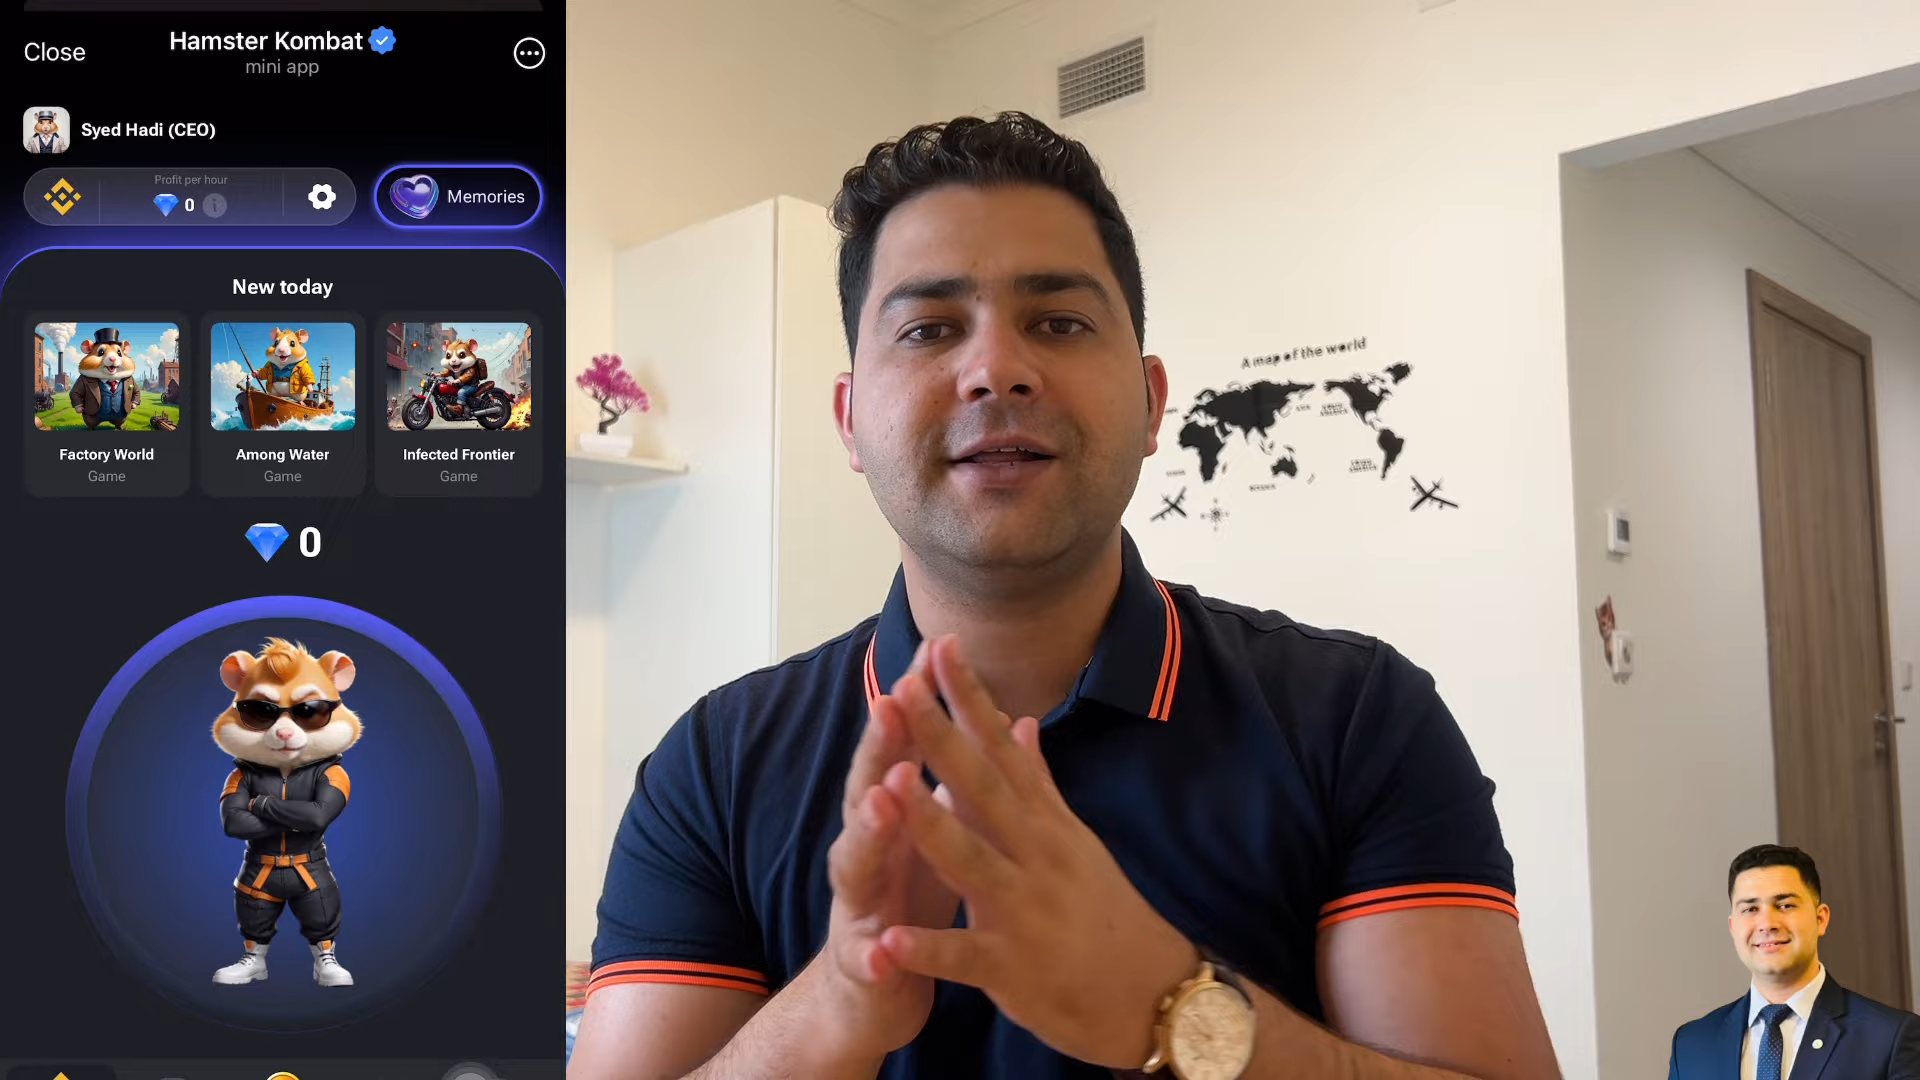 Close
Hamster Kombat
mini app
Syed Hadi (CEO)
Profit per hour
0
Memories
New today
Factory World
Game
Among Water
Game
Infected Frontier
Game
0
A map of the world